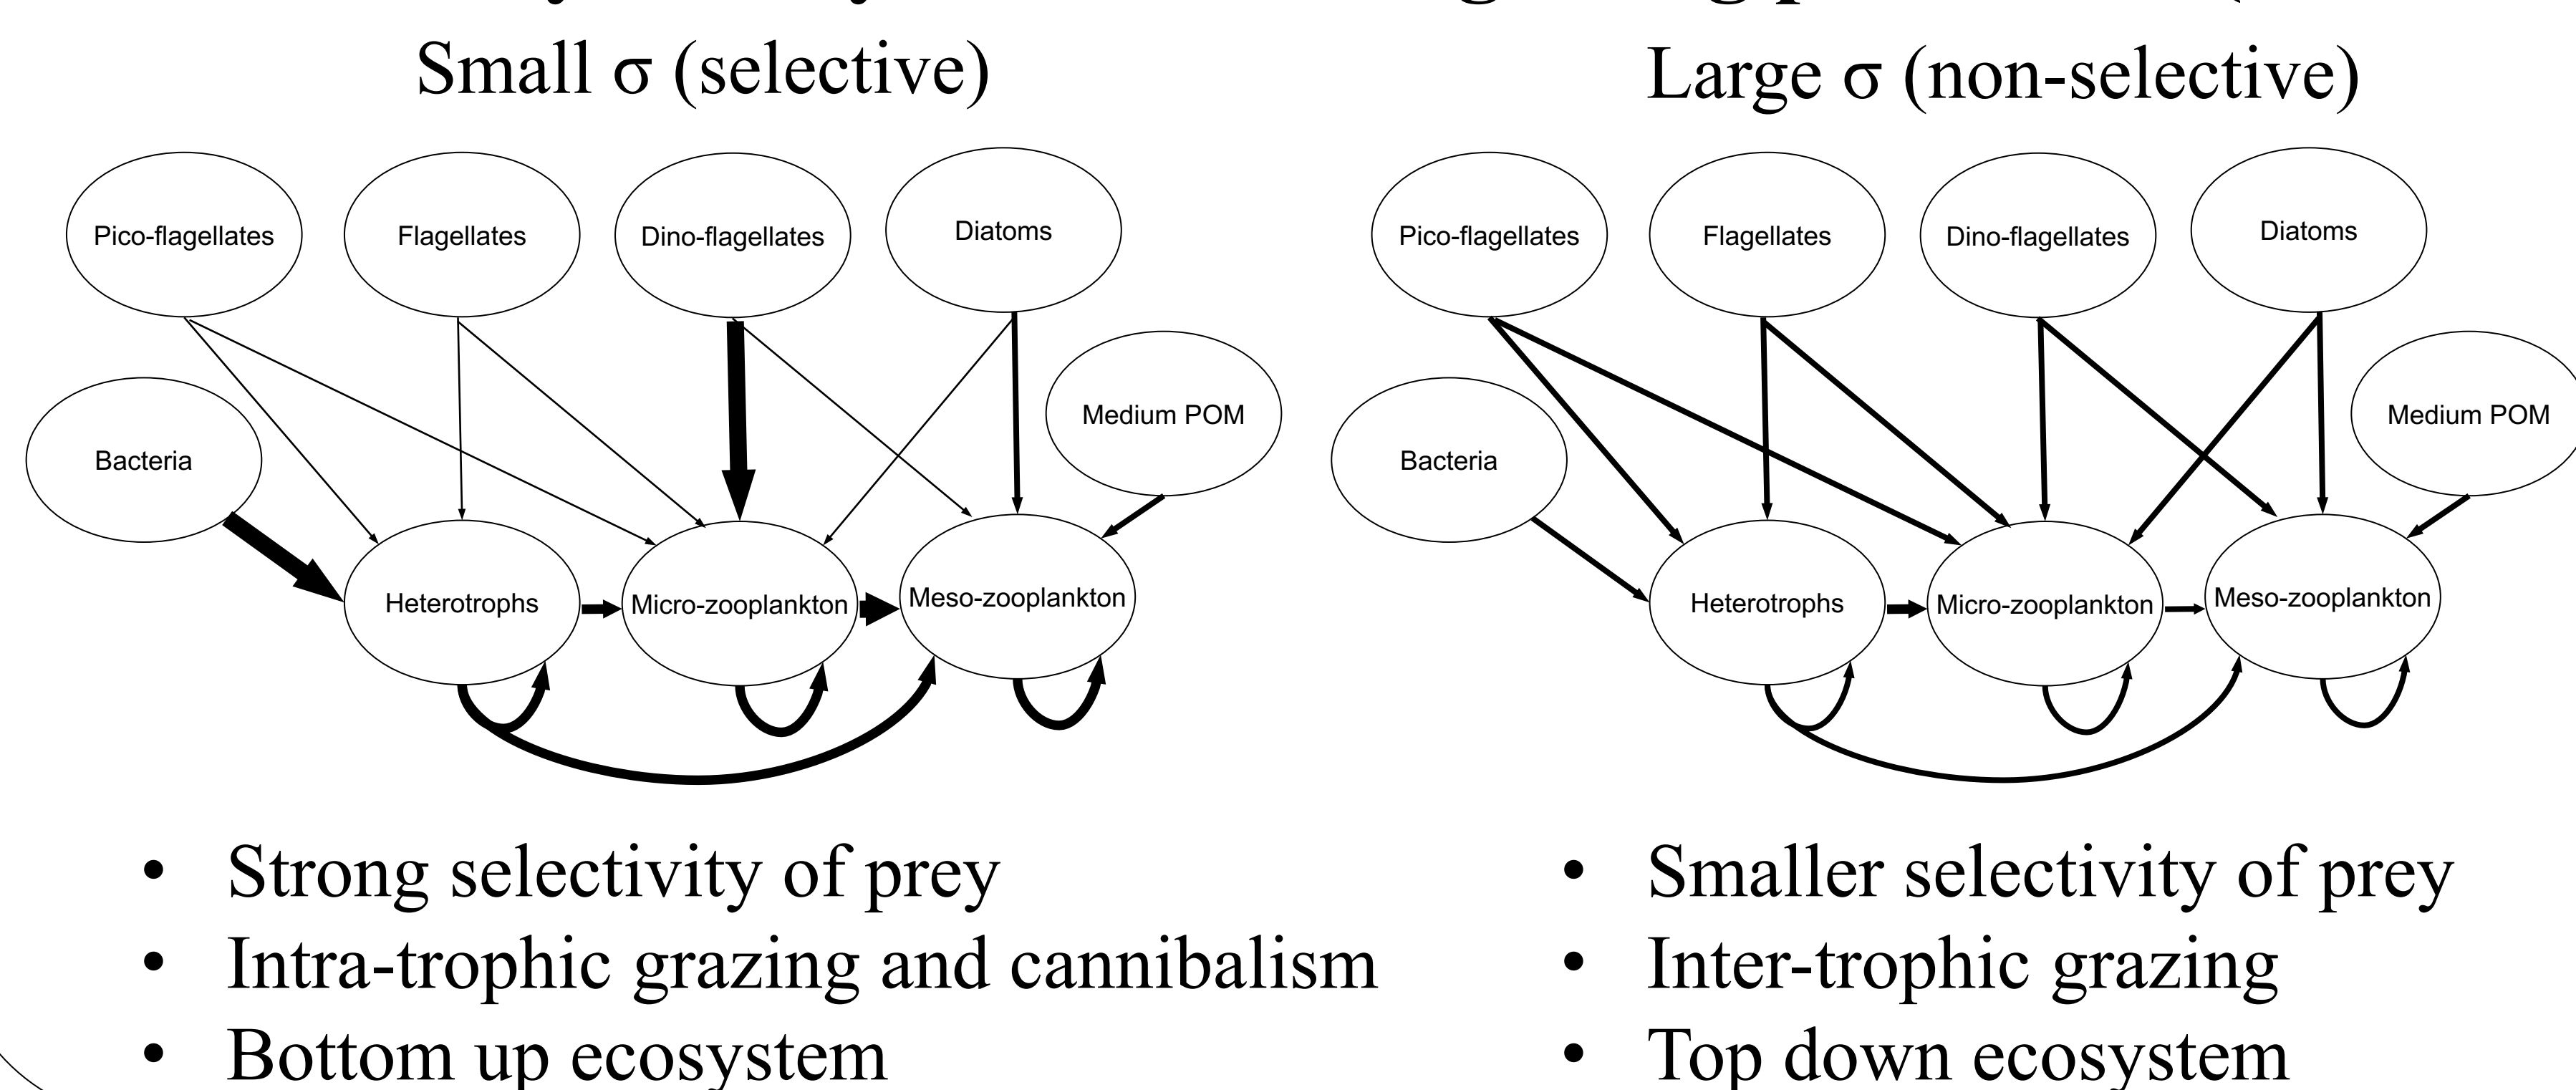 Small σ (selective)
Pico-flagellates
Flagellates
Dino-flagellates
Diatoms
Medium POM
Bacteria
Heterotrophs
Micro-zooplankton
Meso-zooplankton
• Strong selectivity of prey
• Intra-trophic grazing and cannibalism
• Bottom up ecosystem
Large σ (non-selective)
Pico-flagellates
Flagellates
Dino-flagellates
Diatoms
Medium POM
Bacteria
Heterotrophs
Micro-zooplankton
Meso-zooplankton
• Smaller selectivity of prey
• Inter-trophic grazing
• Top down ecosystem